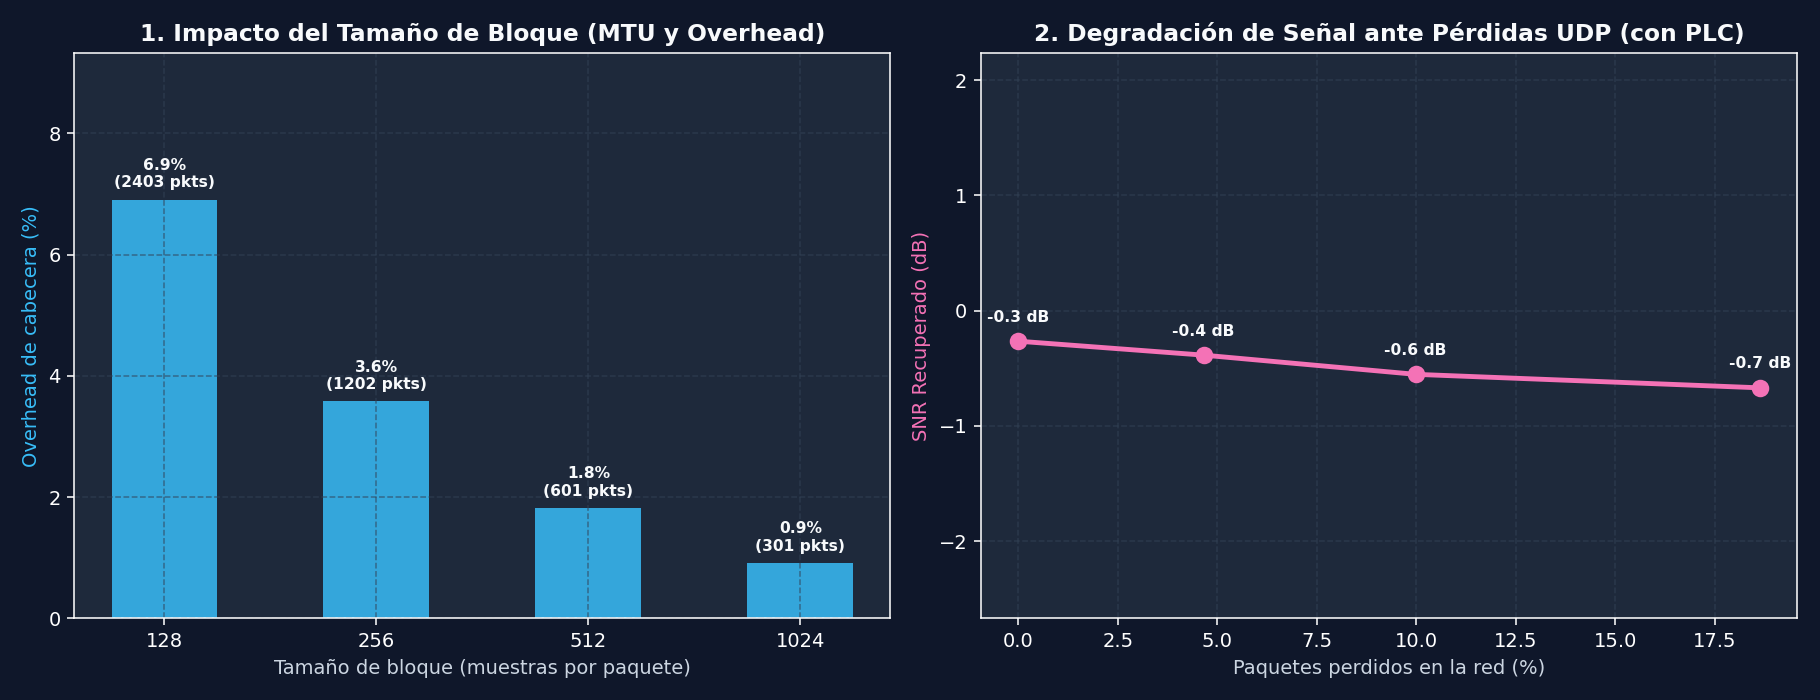 1. Impacto del Tamaño de Bloque (MTU y Overhead)
Overhead de cabecera (%)
8
6
4
2
0
6.9%
(2403 pkts)
3.6%
(1202 pkts)
1.8%
(601 pkts)
0.9%
(301 pkts)
128 256 512 1024
Tamaño de bloque (muestras por paquete)
2. Degradación de Señal ante Pérdidas UDP (con PLC)
SNR Recuperado (dB)
2
1
0
−1
−2
-0.3 dB
-0.4 dB
-0.6 dB
-0.7 dB
0.0 2.5 5.0 7.5 10.0 12.5 15.0 17.5
Paquetes perdidos en la red (%)